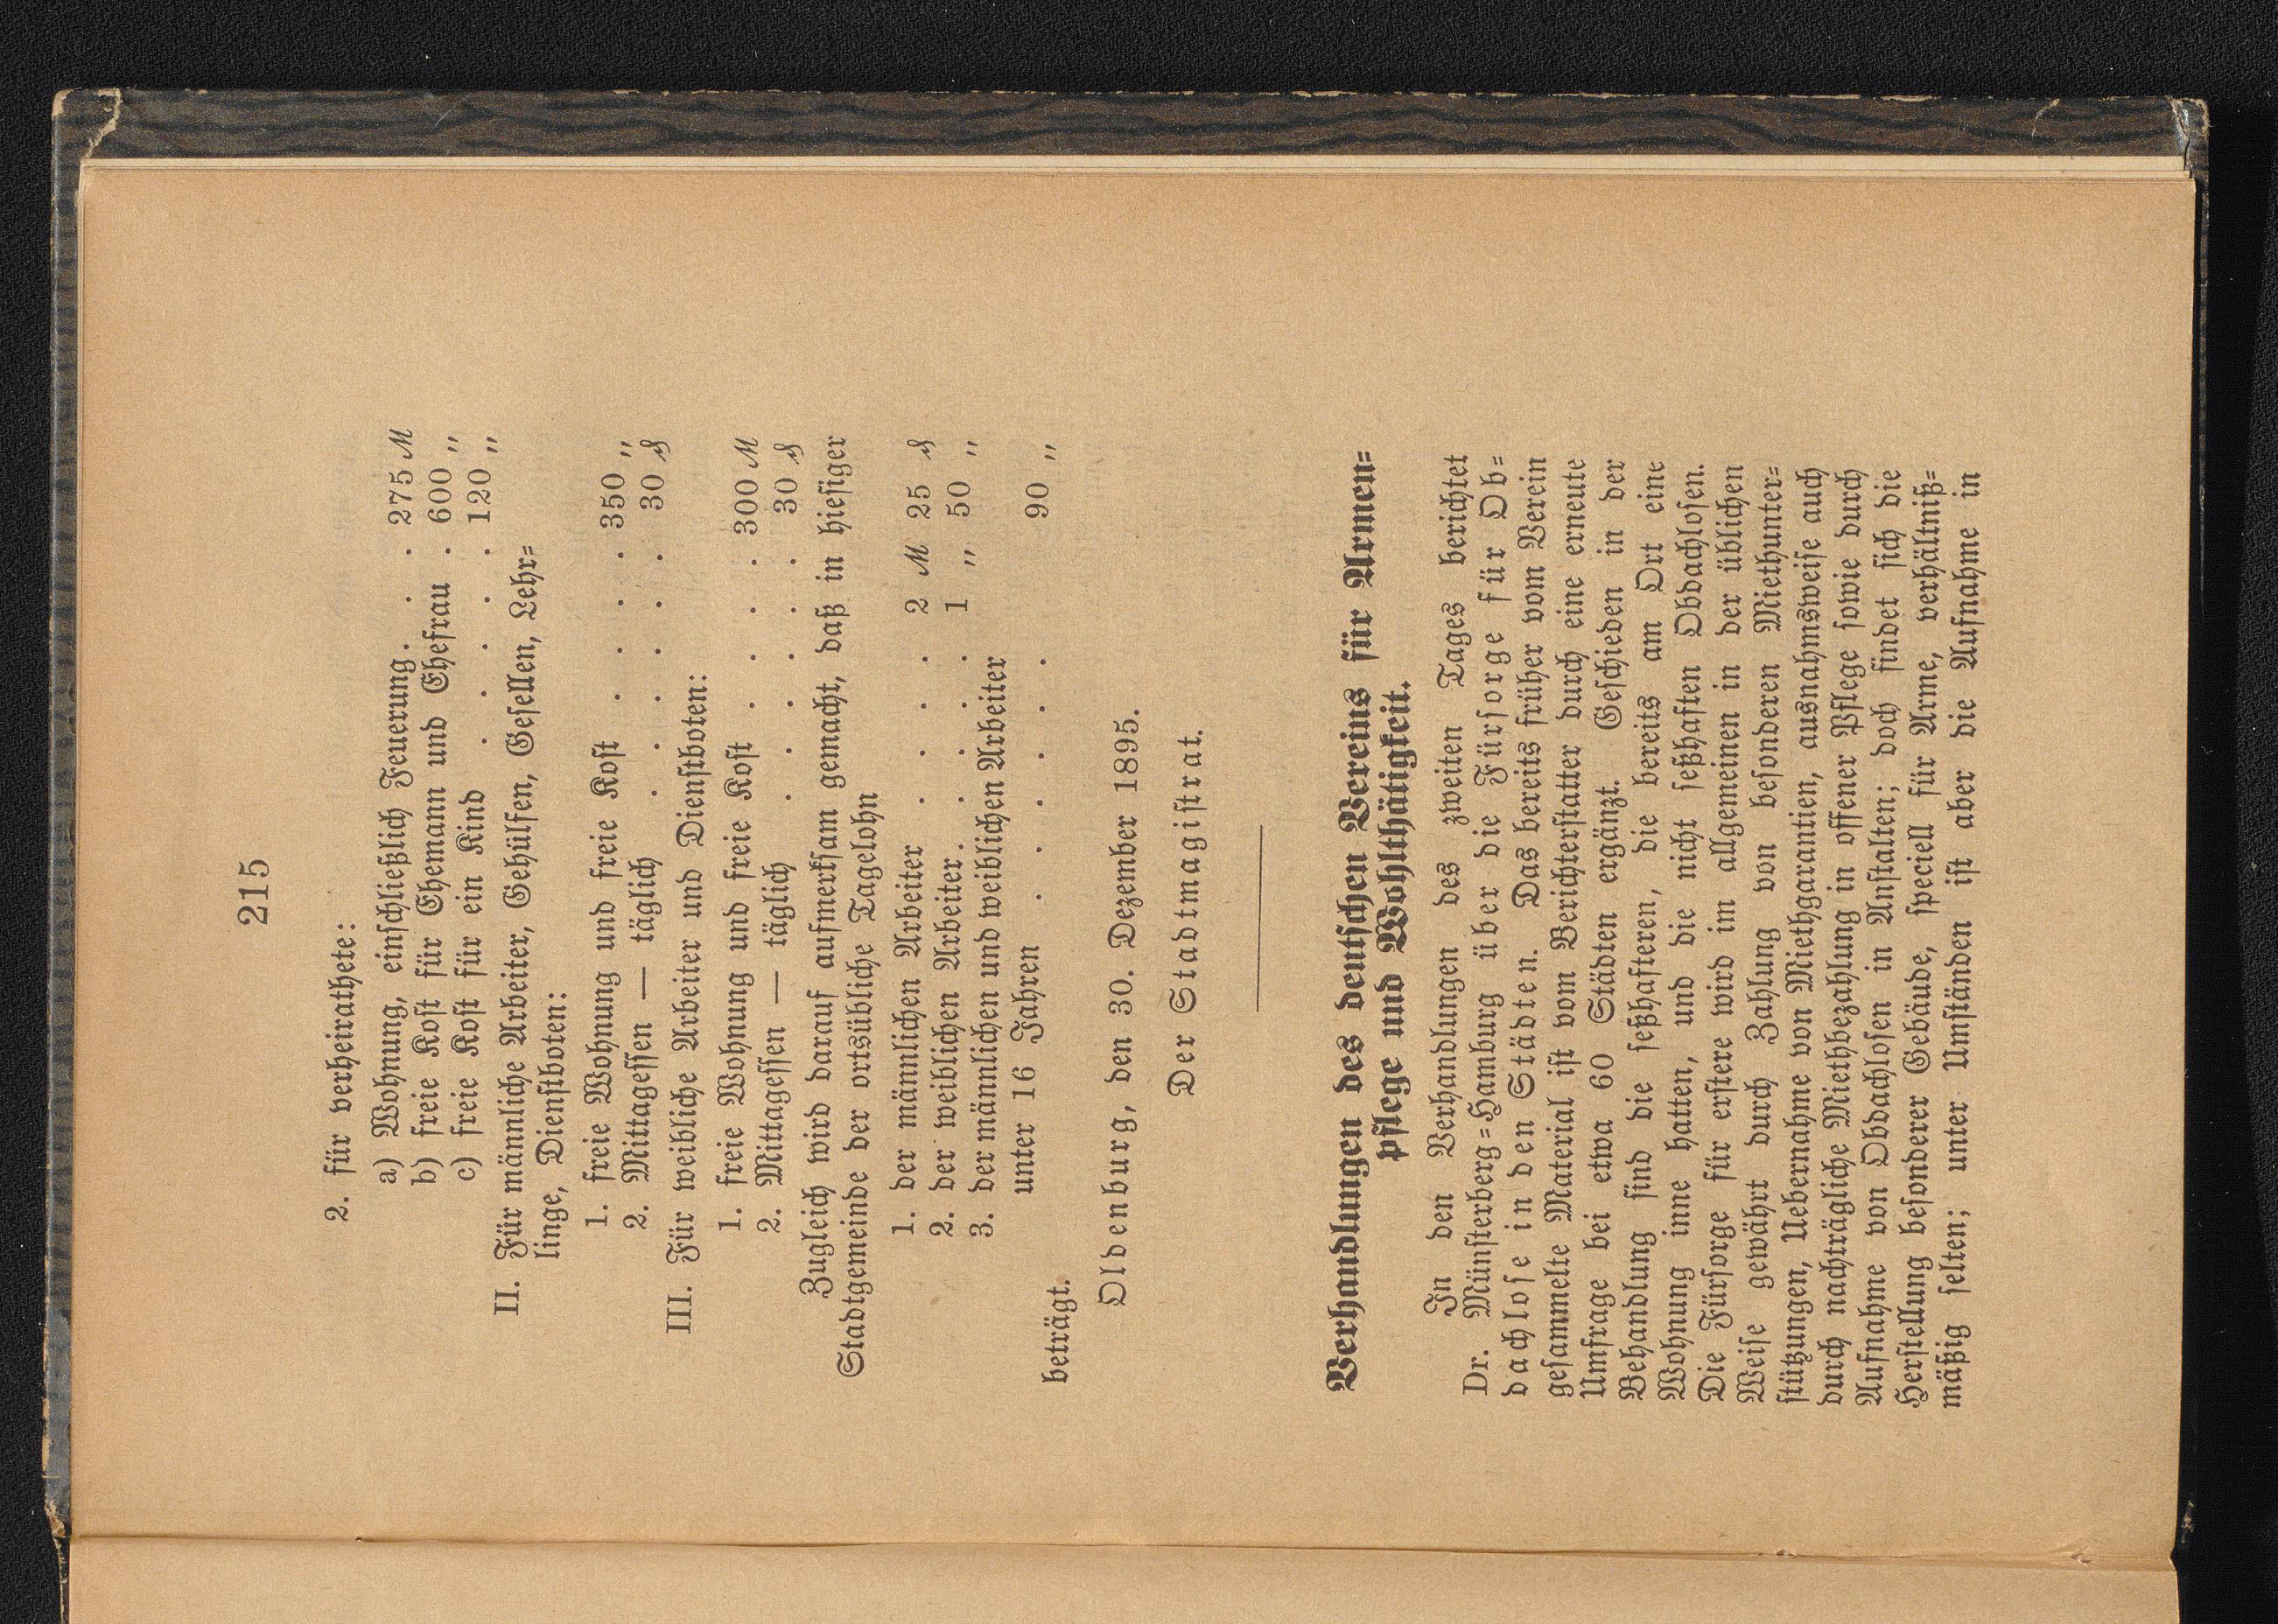 215
2. für verheirathete:
a) Wohnung, einschließlich Feuerung . . . 275 ℳ
b) freie Kost für Ehemann und Ehefrau . 600 „
c) freie Kost für ein Kind . . . . . 120 „
II. Für männliche Arbeiter, Gehülfen, Gesellen, Lehr=
linge, Dienstboten:
1. freie Wohnung und freie Kost . . . . 350 „
2. Mittagessen — täglich . . . . . . 30 ₰
III. Für weibliche Arbeiter und Dienstboten:
1. freie Wohnung und freie Kost . . . . 300 ℳ
2. Mittagessen — täglich . . . . . . 30 ₰
Zugleich wird darauf aufmerksam gemacht, daß in hiesiger
Stadtgemeinde der ortsübliche Tagelohn
1. der männlichen Arbeiter . . . . 2 ℳ 25 ₰
2. der weiblichen Arbeiter . . . . . 1 „ 50 „
3. der männlichen und weiblichen Arbeiter
unter 16 Jahren . . . . . . 90 „
beträgt.
Oldenburg, den 30. Dezember 1895.
Der Stadtmagistrat.
Verhandlungen des deutschen Vereins für Armen=
pflege und Wohlthätigkeit.
In den Verhandlungen des zweiten Tages berichtet
Dr. Münsterberg=Hamburg über die Fürsorge für Ob=
dachlose in den Städten. Das bereits früher vom Verein
gesammelte Material ist vom Berichterstatter durch eine erneute
Umfrage bei etwa 60 Städten ergänzt. Geschieden in der
Behandlung sind die seßhafteren, die bereits am Ort eine
Wohnung inne hatten, und die nicht seßhaften Obdachlosen.
Die Fürsorge für erstere wird im allgemeinen in der üblichen
Weise gewährt durch Zahlung von besonderen Miethunter=
stützungen, Uebernahme von Miethgarantien, ausnahmsweise auch
durch nachträgliche Miethbezahlung in offener Pflege sowie durch
Aufnahme von Obdachlosen in Anstalten; doch findet sich die
Herstellung besonderer Gebäude, speciell für Arme, verhältniß=
mäßig selten; unter Umständen ist aber die Aufnahme in